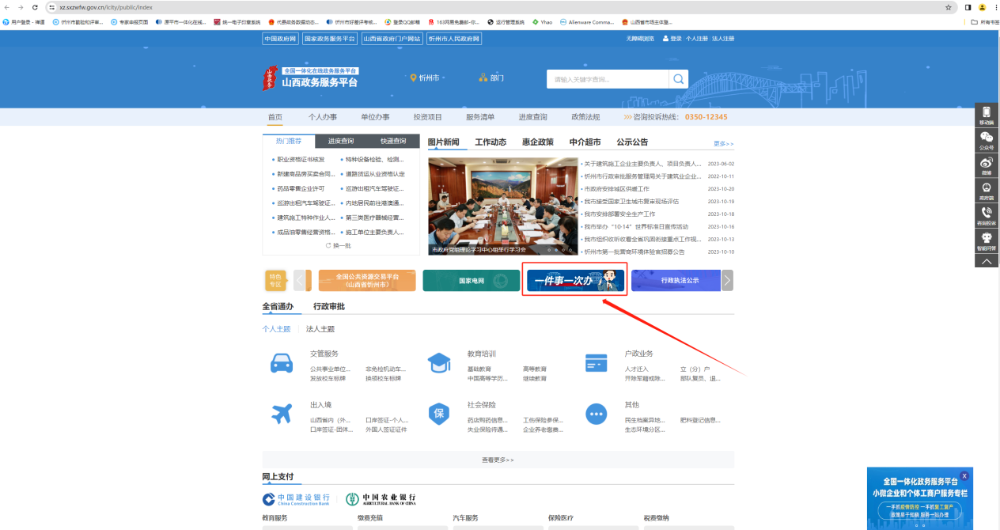 xz.sxzwfw.gov.cn/icity/public/index
用户登录 - 禅道
忻州市能验和评审...
专家申报页面
原平市一体化在线...
统一电子印章系统
代县政务数据动态...
忻州市好差评考核...
登录QQ邮箱
163网易免费邮-你...
运行管理系统
Yhao
Alienware Comma...
山西省市场主体登...
所有书签
中国政府网 国家政务服务平台 山西省政府门户网站 忻州市人民政府网
无障碍浏览 登录 个人注册 法人注册
山西政务
全国一体化在线政务服务平台
山西政务服务平台
忻州市 部门
请输入关键字查询...
首页 个人办事 单位办事 投资项目 服务清单 进度查询 政策法规 >>> 咨询投诉热线： 0350-12345
热门推荐 进度查询 快递查询
职业资格证书核发 特种设备检验、检测...
新建商品房买卖合同... 道路货运从业资格认定
药品零售企业许可 巡游出租汽车驾驶证...
巡游出租汽车驾驶证... 内地居民前往港澳通...
建筑施工特种作业人... 第三类医疗器械经营...
成品油零售经营资格... 施工单位主要负责人...
换一批
图片新闻 工作动态 惠企政策 中介超市 公示公告 更多>>
市政府党组理论学习中心组举行学习会
关于建筑施工企业主要负责人、项目负责人... 2023-06-02
忻州市行政审批服务管理局关于建筑业企业... 2022-10-11
市政府安排城区供暖工作 2023-10-20
我市接受国家卫生城市复审现场评估 2023-10-19
我市安排部署安全生产工作 2023-10-18
我市举办“10·14”世界标准日宣传活动 2023-10-16
我市组织收听收看全省巩固衔接重点工作视... 2023-10-13
忻州市第一批营商环境体验官招募公告 2023-10-10
移动端
公众号
微博
政府端
咨询投诉
智能问答
特色
专区
全国公共资源交易平台
（山西省忻州市）
国家电网
一件事一次办
行政执法公示
全省通办 行政审批
个人主题 法人主题
交管服务
公共事业单位... 非免检机动车...
发放校车标牌 换领校车标牌
教育培训
基础教育 高等教育
中国高等学历... 继续教育
户政业务
人才迁入 立（分）户
开除军籍或除... 部队复员、退...
出入境
山西省内（外... 口岸签证-个人...
口岸签证-团体... 外国人签证证件
保
社会保险
药店购药信息... 工伤保险参保...
失业保险待遇... 企业养老缴费...
其他
民生档案异地... 肥料登记信息...
生态环境分区...
查看更多>>
网上支付
中国建设银行
China Construction Bank
中国农业银行
AGRICULTURAL BANK OF CHINA
教育服务 缴费充值 汽车服务 保险医疗 税费缴纳
X
全国一体化政务服务平台
小微企业和个体工商户服务专栏
一手抓疫情防控 一手抓复工复产
政策易于知晓 服务一站办理